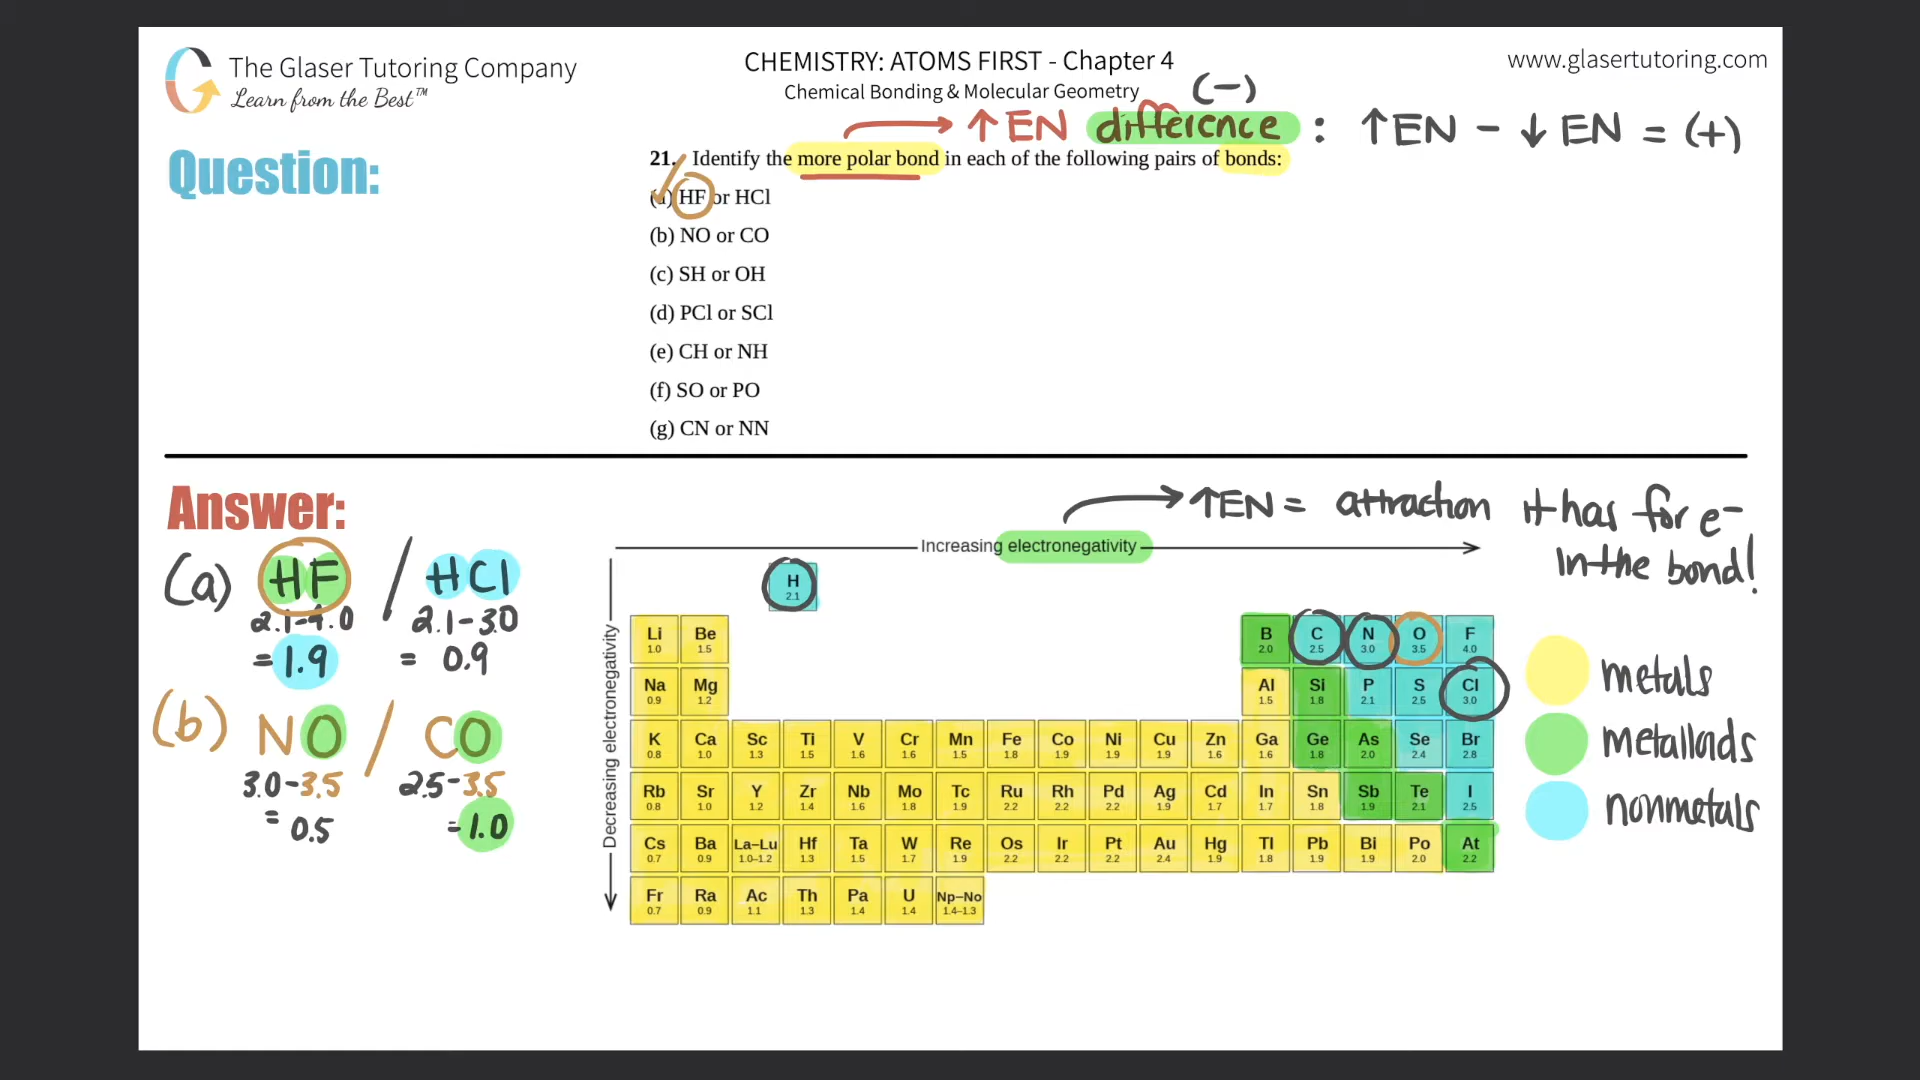 The Glaser Tutoring Company
Learn from the Best™
CHEMISTRY: ATOMS FIRST - Chapter 4
Chemical Bonding & Molecular Geometry
www.glasertutoring.com
(-)
↑EN difference : ↑EN - ↓EN = (+)
Question:
21. Identify the more polar bond in each of the following pairs of bonds:
(a) HF or HCl
(b) NO or CO
(c) SH or OH
(d) PCl or SCl
(e) CH or NH
(f) SO or PO
(g) CN or NN
Answer:
(a) HF / HCl
2.1-4.0 2.1-3.0
= 1.9 = 0.9
(b) NO / CO
3.0-3.5 2.5-3.5
= 0.5 = 1.0
↑EN = attraction it has for e-
in the bond!
Increasing electronegativity
Decreasing electronegativity
H
2.1
Li Be B C N O F
1.0 1.5 2.0 2.5 3.0 3.5 4.0
Na Mg Al Si P S Cl
0.9 1.2 1.5 1.8 2.1 2.5 3.0
K Ca Sc Ti V Cr Mn Fe Co Ni Cu Zn Ga Ge As Se Br
0.8 1.0 1.3 1.5 1.6 1.6 1.5 1.8 1.9 1.9 1.9 1.6 1.6 1.8 2.0 2.4 2.8
Rb Sr Y Zr Nb Mo Tc Ru Rh Pd Ag Cd In Sn Sb Te I
0.8 1.0 1.2 1.4 1.6 1.8 1.9 2.2 2.2 2.2 1.9 1.7 1.7 1.8 1.9 2.1 2.5
Cs Ba La–Lu Hf Ta W Re Os Ir Pt Au Hg Tl Pb Bi Po At
0.7 0.9 1.0–1.2 1.3 1.5 1.7 1.9 2.2 2.2 2.2 2.4 1.9 1.8 1.9 1.9 2.0 2.2
Fr Ra Ac Th Pa U Np–No
0.7 0.9 1.1 1.3 1.4 1.4 1.4–1.3
metals
metalloids
nonmetals